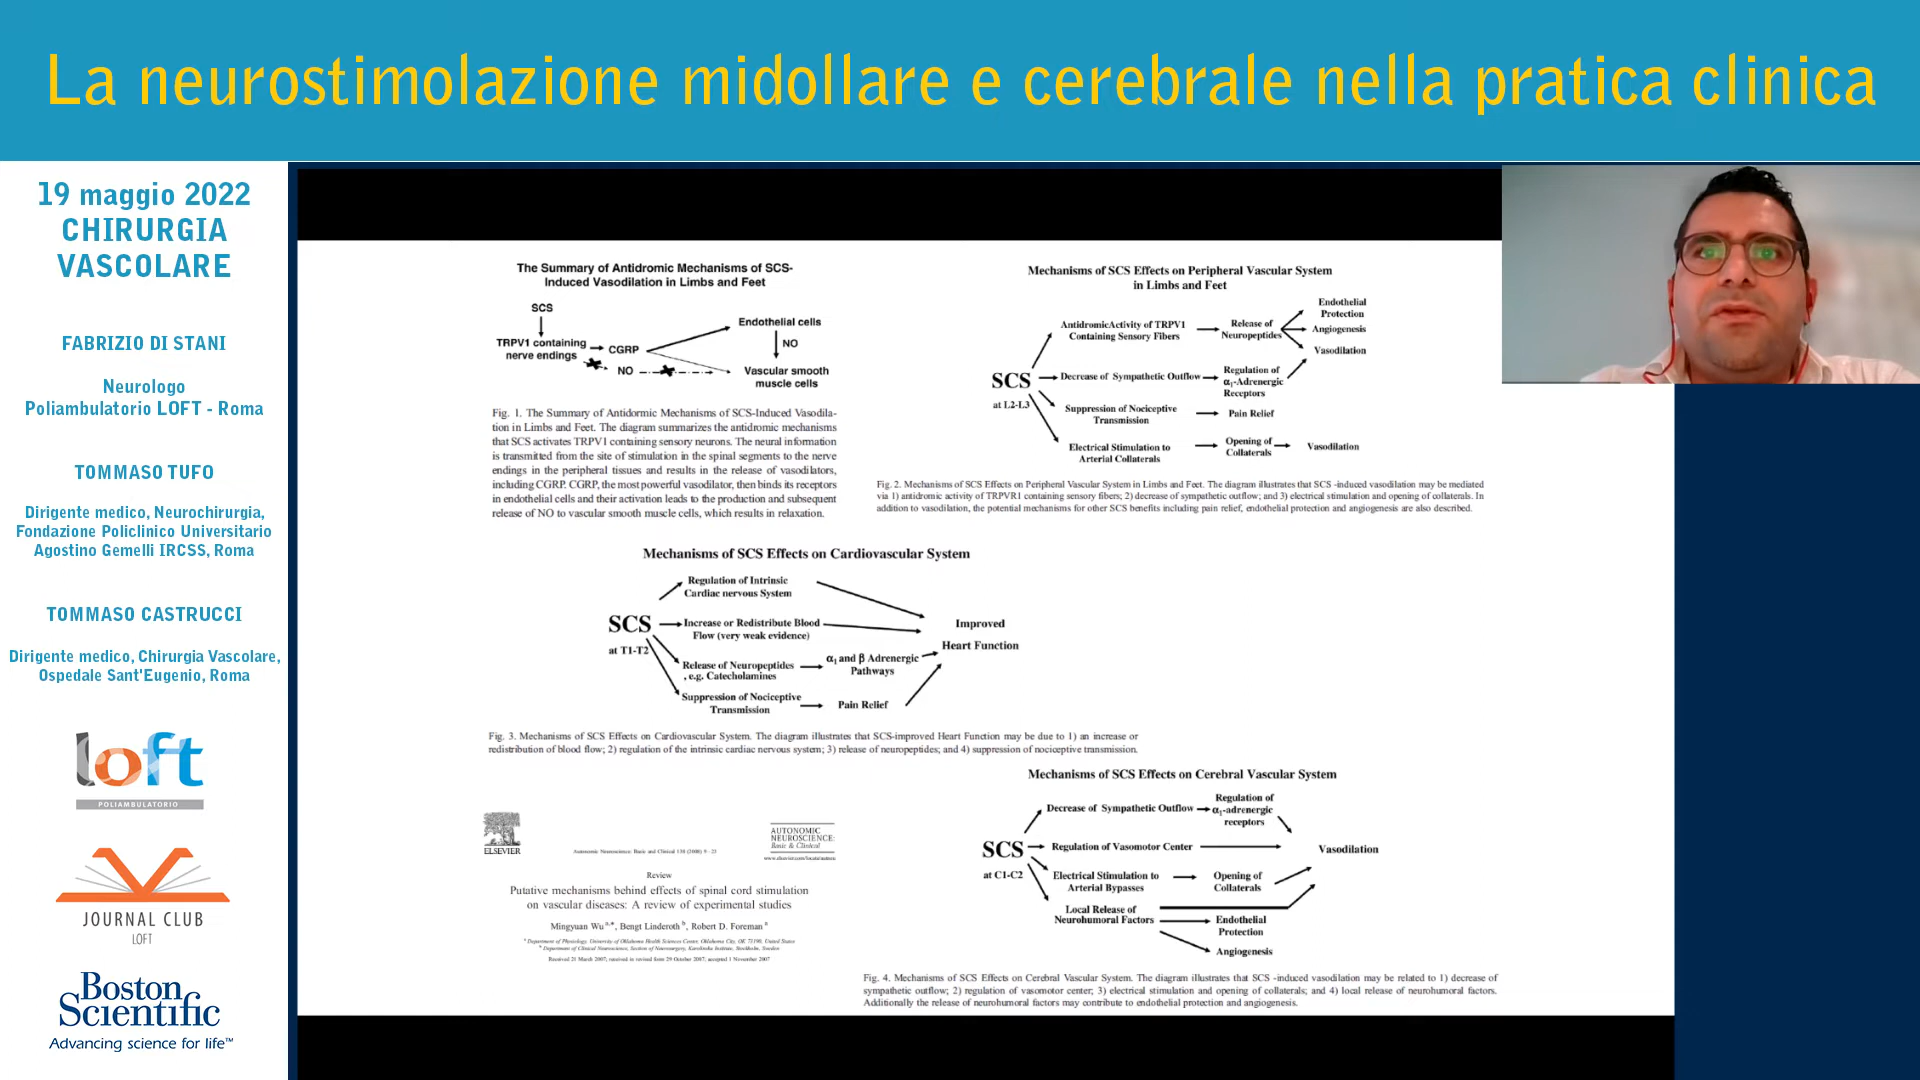 La neurostimolazione midollare e cerebrale nella pratica clinica
19 maggio 2022
CHIRURGIA
VASCOLARE
FABRIZIO DI STANI
Neurologo
Poliambulatorio LOFT - Roma
TOMMASO TUFO
Dirigente medico, Neurochirurgia,
Fondazione Policlinico Universitario
Agostino Gemelli IRCSS, Roma
TOMMASO CASTRUCCI
Dirigente medico, Chirurgia Vascolare,
Ospedale Sant'Eugenio, Roma
loft
POLIAMBULATORIO
JOURNAL CLUB
LOFT
Boston
Scientific
Advancing science for life™
The Summary of Antidromic Mechanisms of SCS-
Induced Vasodilation in Limbs and Feet
SCS
TRPV1 containing
nerve endings
CGRP
NO
Endothelial cells
NO
Vascular smooth
muscle cells
Fig. 1. The Summary of Antidormic Mechanisms of SCS-Induced Vasodila-
tion in Limbs and Feet. The diagram summarizes the antidromic mechanisms
that SCS activates TRPV1 containing sensory neurons. The neural information
is transmitted from the site of stimulation in the spinal segments to the nerve
endings in the peripheral tissues and results in the release of vasodilators,
including CGRP. CGRP, the most powerful vasodilator, then binds its receptors
in endothelial cells and their activation leads to the production and subsequent
release of NO to vascular smooth muscle cells, which results in relaxation.
Mechanisms of SCS Effects on Peripheral Vascular System
in Limbs and Feet
SCS
at L2-L3
AntidromicActivity of TRPV1
Containing Sensory Fibers
Release of
Neuropeptides
Endothelial
Protection
Angiogenesis
Vasodilation
Decrease of Sympathetic Outflow
Regulation of
α1-Adrenergic
Receptors
Suppression of Nociceptive
Transmission
Pain Relief
Electrical Stimulation to
Arterial Collaterals
Opening of
Collaterals
Vasodilation
Fig. 2. Mechanisms of SCS Effects on Peripheral Vascular System in Limbs and Feet. The diagram illustrates that SCS -induced vasodilation may be mediated
via 1) antidromic activity of TRPVR1 containing sensory fibers; 2) decrease of sympathetic outflow; and 3) electrical stimulation and opening of collaterals. In
addition to vasodilation, the potential mechanisms for other SCS benefits including pain relief, endothelial protection and angiogenesis are also described.
Mechanisms of SCS Effects on Cardiovascular System
SCS
at T1-T2
Regulation of Intrinsic
Cardiac nervous System
Increase or Redistribute Blood
Flow (very weak evidence)
Release of Neuropeptides
, e.g. Catecholamines
α1 and β Adrenergic
Pathways
Suppression of Nociceptive
Transmission
Pain Relief
Improved
Heart Function
Fig. 3. Mechanisms of SCS Effects on Cardiovascular System. The diagram illustrates that SCS-improved Heart Function may be due to 1) an increase or
redistribution of blood flow; 2) regulation of the intrinsic cardiac nervous system; 3) release of neuropeptides; and 4) suppression of nociceptive transmission.
ELSEVIER
Autonomic Neuroscience: Basic and Clinical 138 (2008) 9 - 23
AUTONOMIC
NEUROSCIENCE:
Basic & Clinical
www.elsevier.com/locate/autneu
Review
Putative mechanisms behind effects of spinal cord stimulation
on vascular diseases: A review of experimental studies
Mingyuan Wu a,*, Bengt Linderoth b, Robert D. Foreman a
a Department of Physiology, University of Oklahoma Health Sciences Center, Oklahoma City, OK 73190, United States
b Department of Clinical Neuroscience, Section of Neurosurgery, Karolinska Institute, Stockholm, Sweden
Received 21 March 2007; received in revised form 29 October 2007; accepted 1 November 2007
Mechanisms of SCS Effects on Cerebral Vascular System
SCS
at C1-C2
Decrease of Sympathetic Outflow
Regulation of
α1-adrenergic
receptors
Regulation of Vasomotor Center
Vasodilation
Electrical Stimulation to
Arterial Bypasses
Opening of
Collaterals
Local Release of
Neurohumoral Factors
Endothelial
Protection
Angiogenesis
Fig. 4. Mechanisms of SCS Effects on Cerebral Vascular System. The diagram illustrates that SCS -induced vasodilation may be related to 1) decrease of
sympathetic outflow; 2) regulation of vasomotor center; 3) electrical stimulation and opening of collaterals; and 4) local release of neurohumoral factors.
Additionally the release of neurohumoral factors may contribute to endothelial protection and angiogenesis.